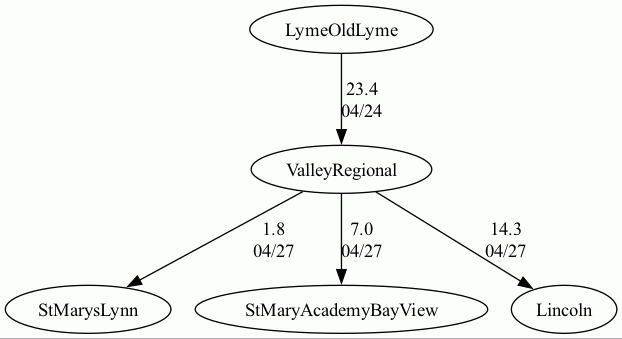 LymeOldLyme
23.4
04/24
ValleyRegional
1.8
04/27
7.0
04/27
14.3
04/27
StMarysLynn
StMaryAcademyBayView
Lincoln